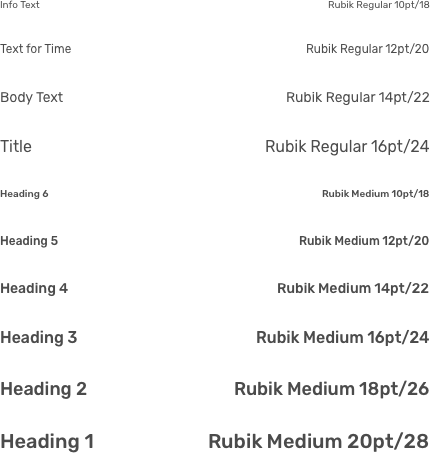 Info Text Rubik Regular 10pt/18
Text for Time Rubik Regular 12pt/20
Body Text Rubik Regular 14pt/22
Title Rubik Regular 16pt/24
Heading 6 Rubik Medium 10pt/18
Heading 5 Rubik Medium 12pt/20
Heading 4 Rubik Medium 14pt/22
Heading 3 Rubik Medium 16pt/24
Heading 2 Rubik Medium 18pt/26
Heading 1 Rubik Medium 20pt/28